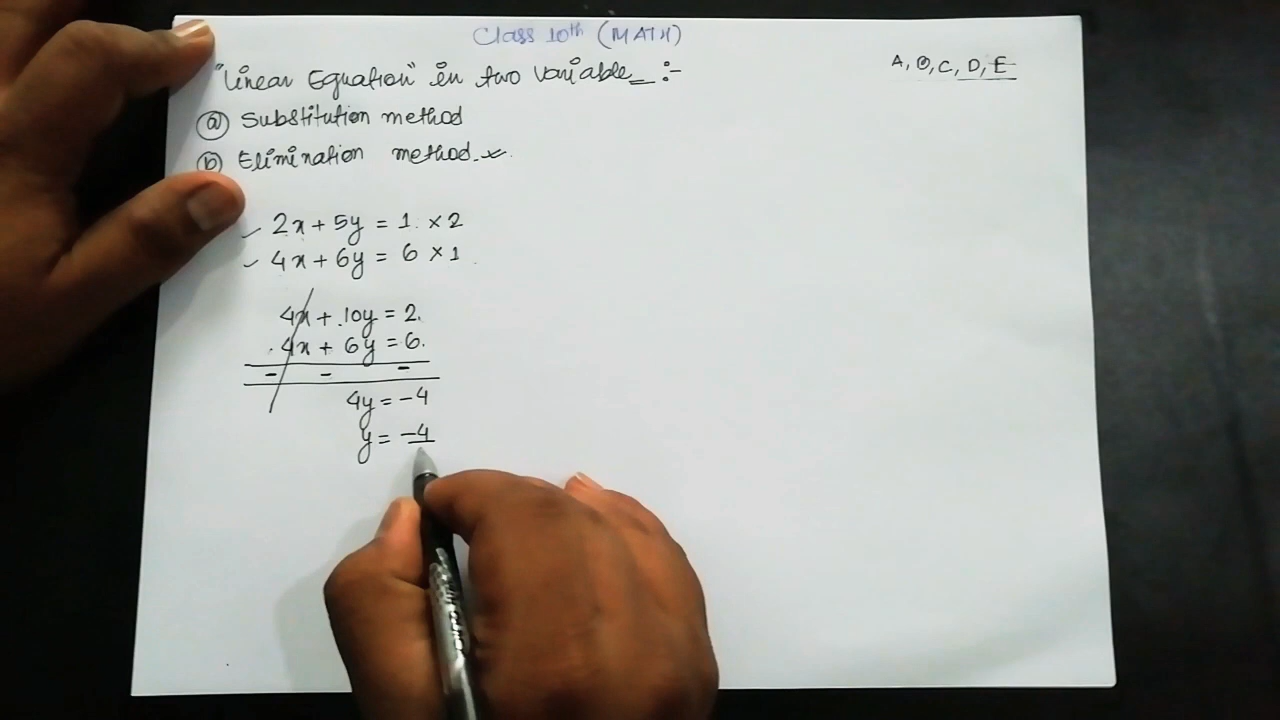 Class 10th (MATH)
"Linear Equation" in two variable :-
A, B, C, D, E
(a) Substitution method
(b) Elimination method
2x + 5y = 1 × 2
4x + 6y = 6 × 1
4x + 10y = 2
4x + 6y = 6
- - -
4y = -4
y = -4